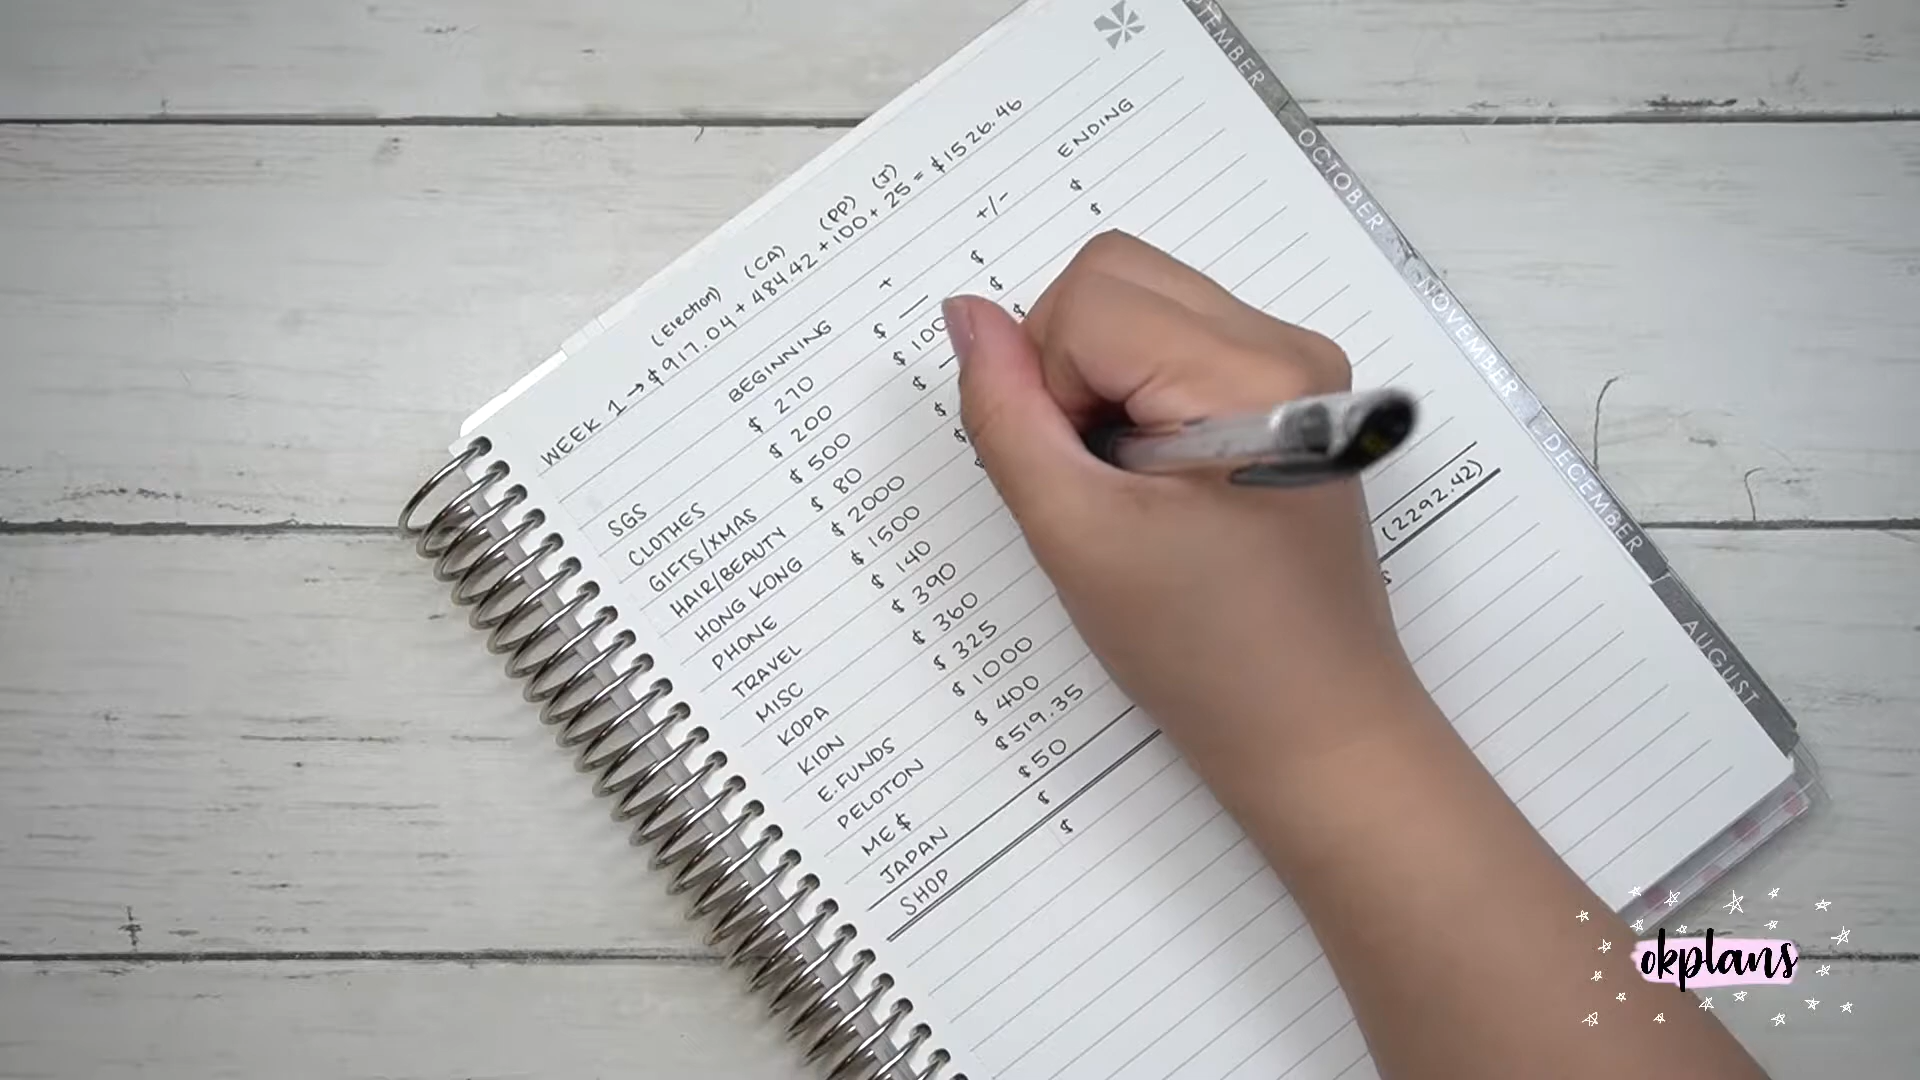 (Election) (CA) (PP) (J)
WEEK 1 → $917.04 + 484.42 + 100 + 25 = $1526.46
BEGINNING + +/- ENDING
SGS $ 270 $ — $ $
CLOTHES $ 200 $ 100 $ $
GIFTS/XMAS $ 500 $ — $
HAIR/BEAUTY $ 80 $
HONG KONG $ 2000 $
PHONE $ 1500 $
TRAVEL $ 140
MISC $ 390
KOPA $ 360
KION $ 325
E.FUNDS $ 1000
PELOTON $ 400
ME $ $519.35
JAPAN $50
SHOP $ (2292.42)
$ $
OCTOBER
NOVEMBER
DECEMBER
AUGUST
okplans